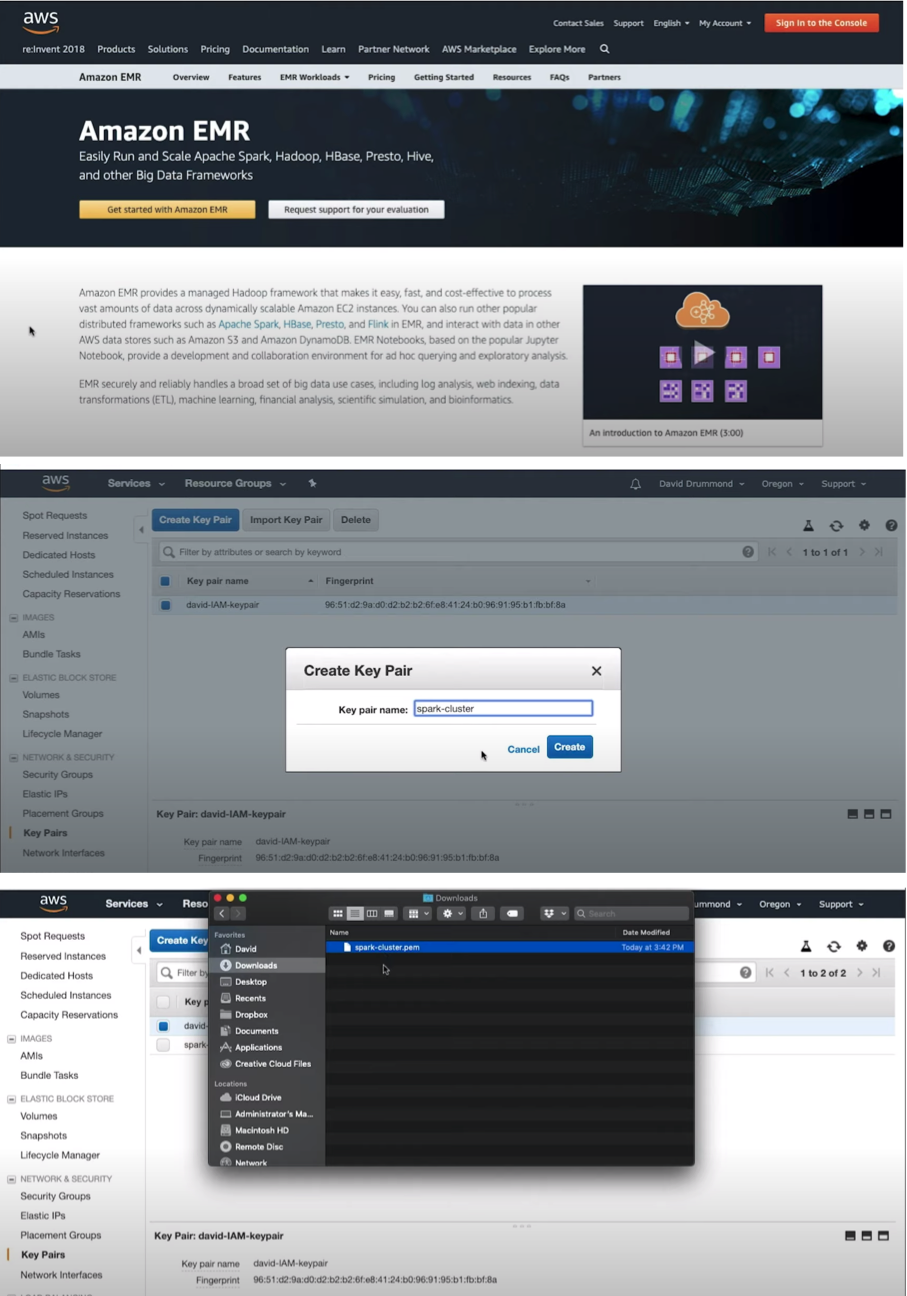 aws
Contact Sales Support English My Account Sign In to the Console
re:Invent 2018 Products Solutions Pricing Documentation Learn Partner Network AWS Marketplace Explore More
Amazon EMR Overview Features EMR Workloads Pricing Getting Started Resources FAQs Partners
Amazon EMR
Easily Run and Scale Apache Spark, Hadoop, HBase, Presto, Hive,
and other Big Data Frameworks
Get started with Amazon EMR Request support for your evaluation
Amazon EMR provides a managed Hadoop framework that makes it easy, fast, and cost-effective to process
vast amounts of data across dynamically scalable Amazon EC2 instances. You can also run other popular
distributed frameworks such as Apache Spark, HBase, Presto, and Flink in EMR, and interact with data in other
AWS data stores such as Amazon S3 and Amazon DynamoDB. EMR Notebooks, based on the popular Jupyter
Notebook, provide a development and collaboration environment for ad hoc querying and exploratory analysis.
EMR securely and reliably handles a broad set of big data use cases, including log analysis, web indexing, data
transformations (ETL), machine learning, financial analysis, scientific simulation, and bioinformatics.
An introduction to Amazon EMR (3:00)
aws Services Resource Groups David Drummond Oregon Support
Spot Requests
Reserved Instances
Dedicated Hosts
Scheduled Instances
Capacity Reservations
IMAGES
AMIs
Bundle Tasks
ELASTIC BLOCK STORE
Volumes
Snapshots
Lifecycle Manager
NETWORK & SECURITY
Security Groups
Elastic IPs
Placement Groups
Key Pairs
Network Interfaces
Create Key Pair Import Key Pair Delete
Filter by attributes or search by keyword 1 to 1 of 1
Key pair name Fingerprint
david-IAM-keypair 96:51:d2:9a:d0:d2:b2:b2:6f:e8:41:24:b0:96:91:95:b1:fb:bf:8a
Create Key Pair
Key pair name: spark-cluster
Cancel Create
Key Pair: david-IAM-keypair
Key pair name david-IAM-keypair
Fingerprint 96:51:d2:9a:d0:d2:b2:b2:6f:e8:41:24:b0:96:91:95:b1:fb:bf:8a
aws Services Reso mmond Oregon Support
Spot Requests
Reserved Instances
Dedicated Hosts
Scheduled Instances
Capacity Reservations
IMAGES
AMIs
Bundle Tasks
ELASTIC BLOCK STORE
Volumes
Snapshots
Lifecycle Manager
NETWORK & SECURITY
Security Groups
Elastic IPs
Placement Groups
Key Pairs
Network Interfaces
Create Key
Filter by 1 to 2 of 2
Key p
david-
spark-
Downloads
Search
Favorites
David
Downloads
Desktop
Recents
Dropbox
Documents
Applications
Creative Cloud Files
Locations
iCloud Drive
Administrator's Ma...
Macintosh HD
Remote Disc
Network
Name Date Modified
spark-cluster.pem Today at 3:42 PM
Key Pair: david-IAM-keypair
Key pair name david-IAM-keypair
Fingerprint 96:51:d2:9a:d0:d2:b2:b2:6f:e8:41:24:b0:96:91:95:b1:fb:bf:8a